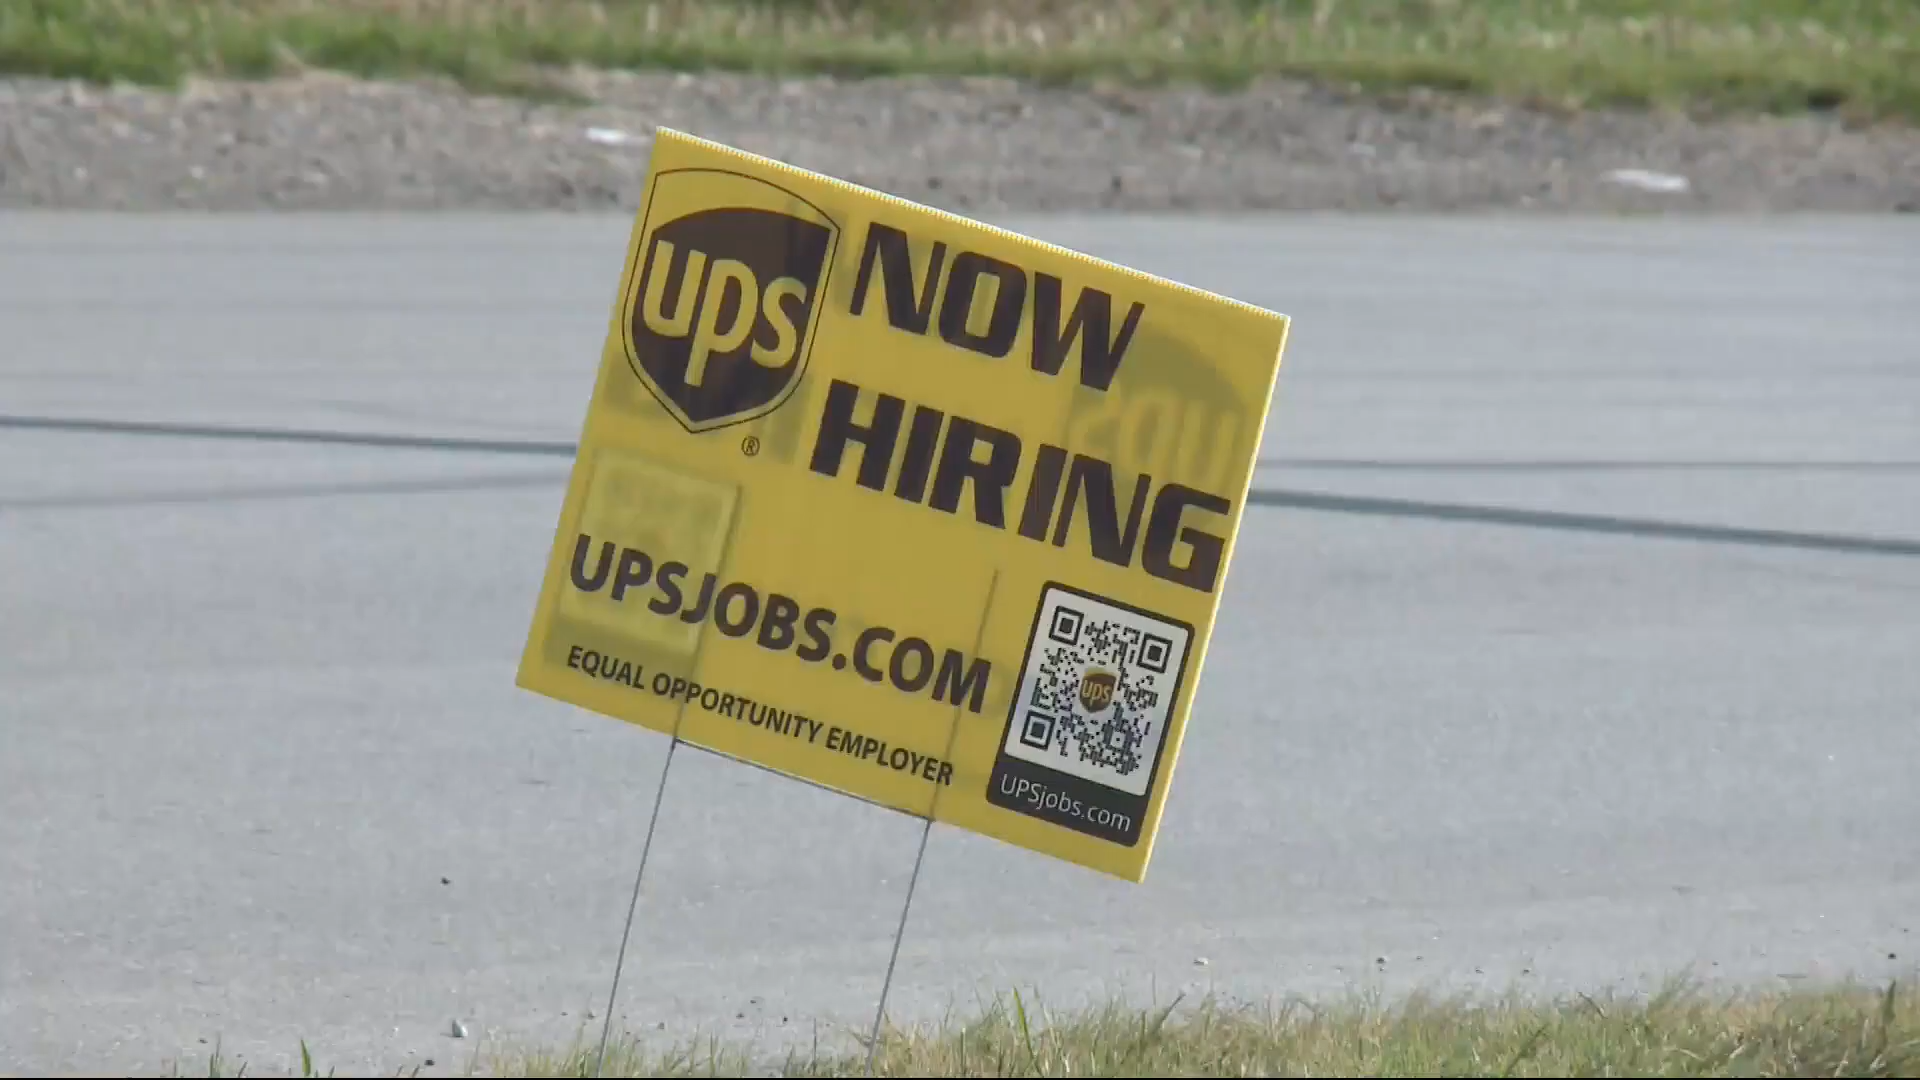 ups
®
NOW
HIRING
UPSJOBS.COM
EQUAL OPPORTUNITY EMPLOYER
ups
UPSjobs.com